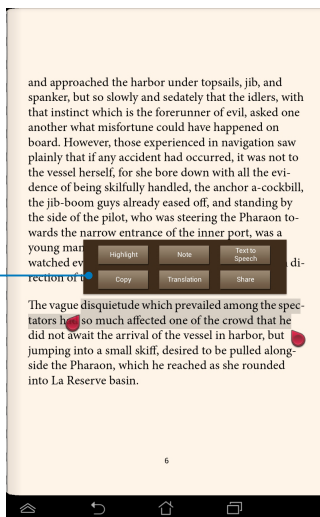 and approached the harbor under topsails, jib, and
spanker, but so slowly and sedately that the idlers, with
that instinct which is the forerunner of evil, asked one
another what misfortune could have happened on
board. However, those experienced in navigation saw
plainly that if any accident had occurred, it was not to
the vessel herself, for she bore down with all the evi-
dence of being skilfully handled, the anchor a-cockbill,
the jib-boom guys already eased off, and standing by
the side of the pilot, who was steering the Pharaon to-
wards the narrow entrance of the inner port, was a
young man
Highlight Note Text to Speech
watched di-
Copy Translation Share
rection of
The vague disquietude which prevailed among the spec-
tators had so much affected one of the crowd that he
did not await the arrival of the vessel in harbor, but
jumping into a small skiff, desired to be pulled along-
side the Pharaon, which he reached as she rounded
into La Reserve basin.
6